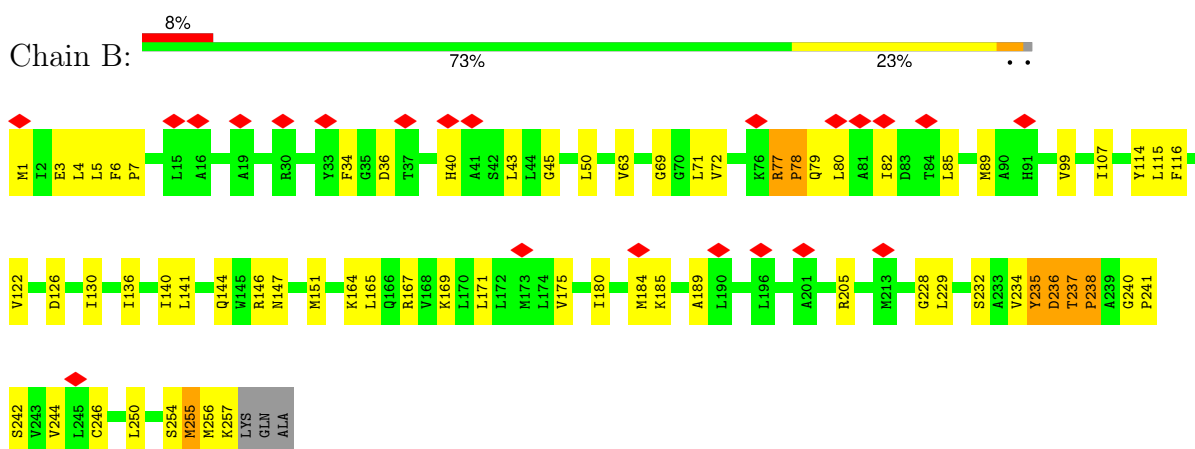 8%
Chain B:
73% 23% • •
M1 I2 E3 L4 L5 F6 P7 L15 A16 A19 R30 Y33 F34 G35 D36 T37 H40 A41 S42 L43 L44 G45 L50 V63 G69 G70 L71 V72 K76 R77 P78 Q79 L80 A81 I82 D83 T84 L85 M89 A90 H91 V99 I107 Y114 L115 F116
V122 D126 I130 I136 I140 L141 Q144 W145 R146 N147 M151 K164 L165 Q166 R167 V168 K169 L170 L171 L172 M173 L174 V175 I180 M184 K185 A189 L190 L196 A201 R205 M213 G228 L229 S232 A233 V234 Y235 D236 T237 P238 A239 G240 P241
S242 V243 V244 L245 C246 L250 S254 M255 M256 K257 LYS GLN ALA